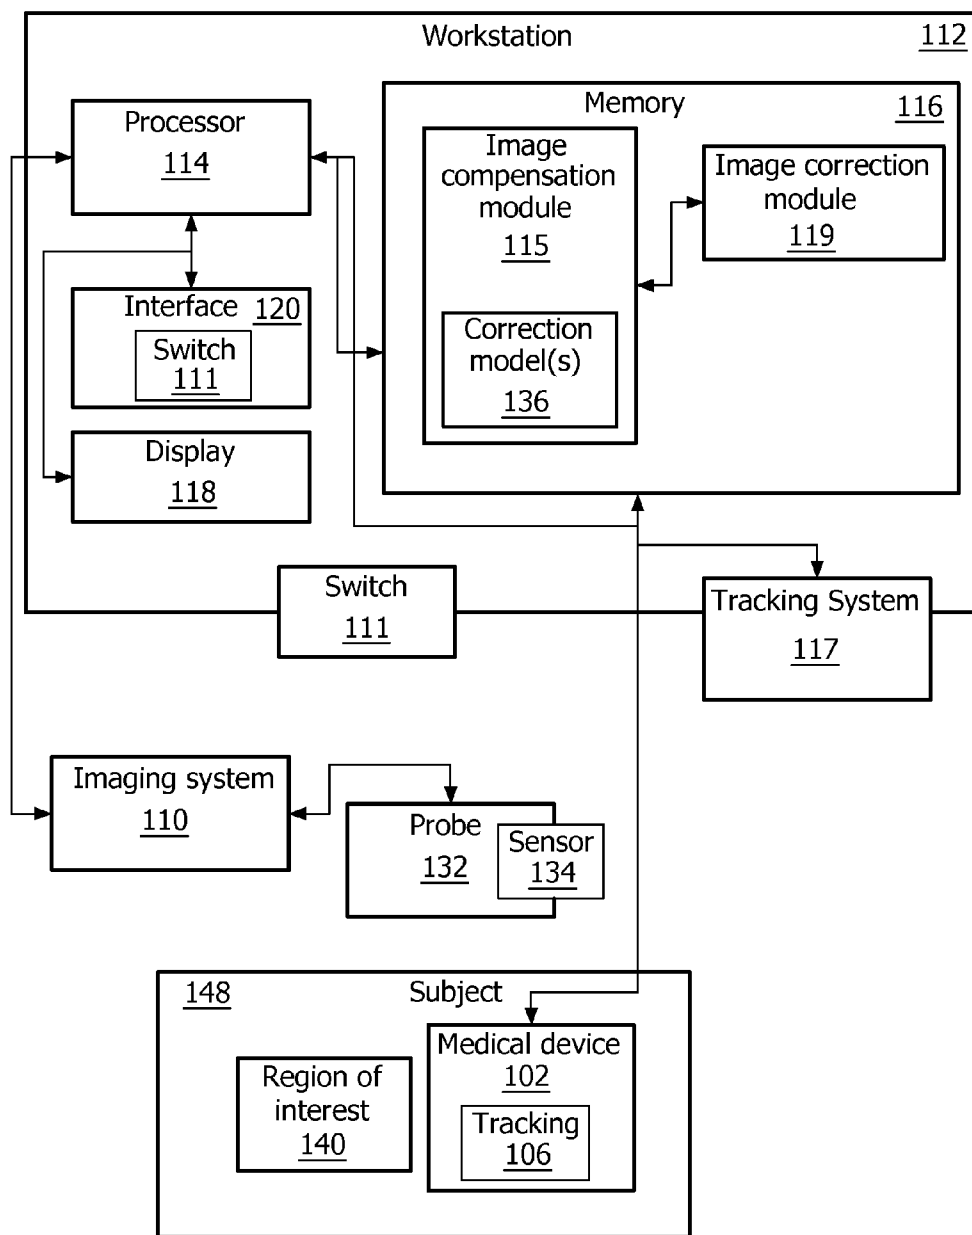 Workstation
112
Processor
114
Memory
116
Image
compensation
module
115
Image correction
module
119
Correction
model(s)
136
Interface
120
Switch
111
Display
118
Switch
111
Tracking System
117
Imaging system
110
Probe
132
Sensor
134
148
Subject
Medical device
102
Tracking
106
Region of
interest
140